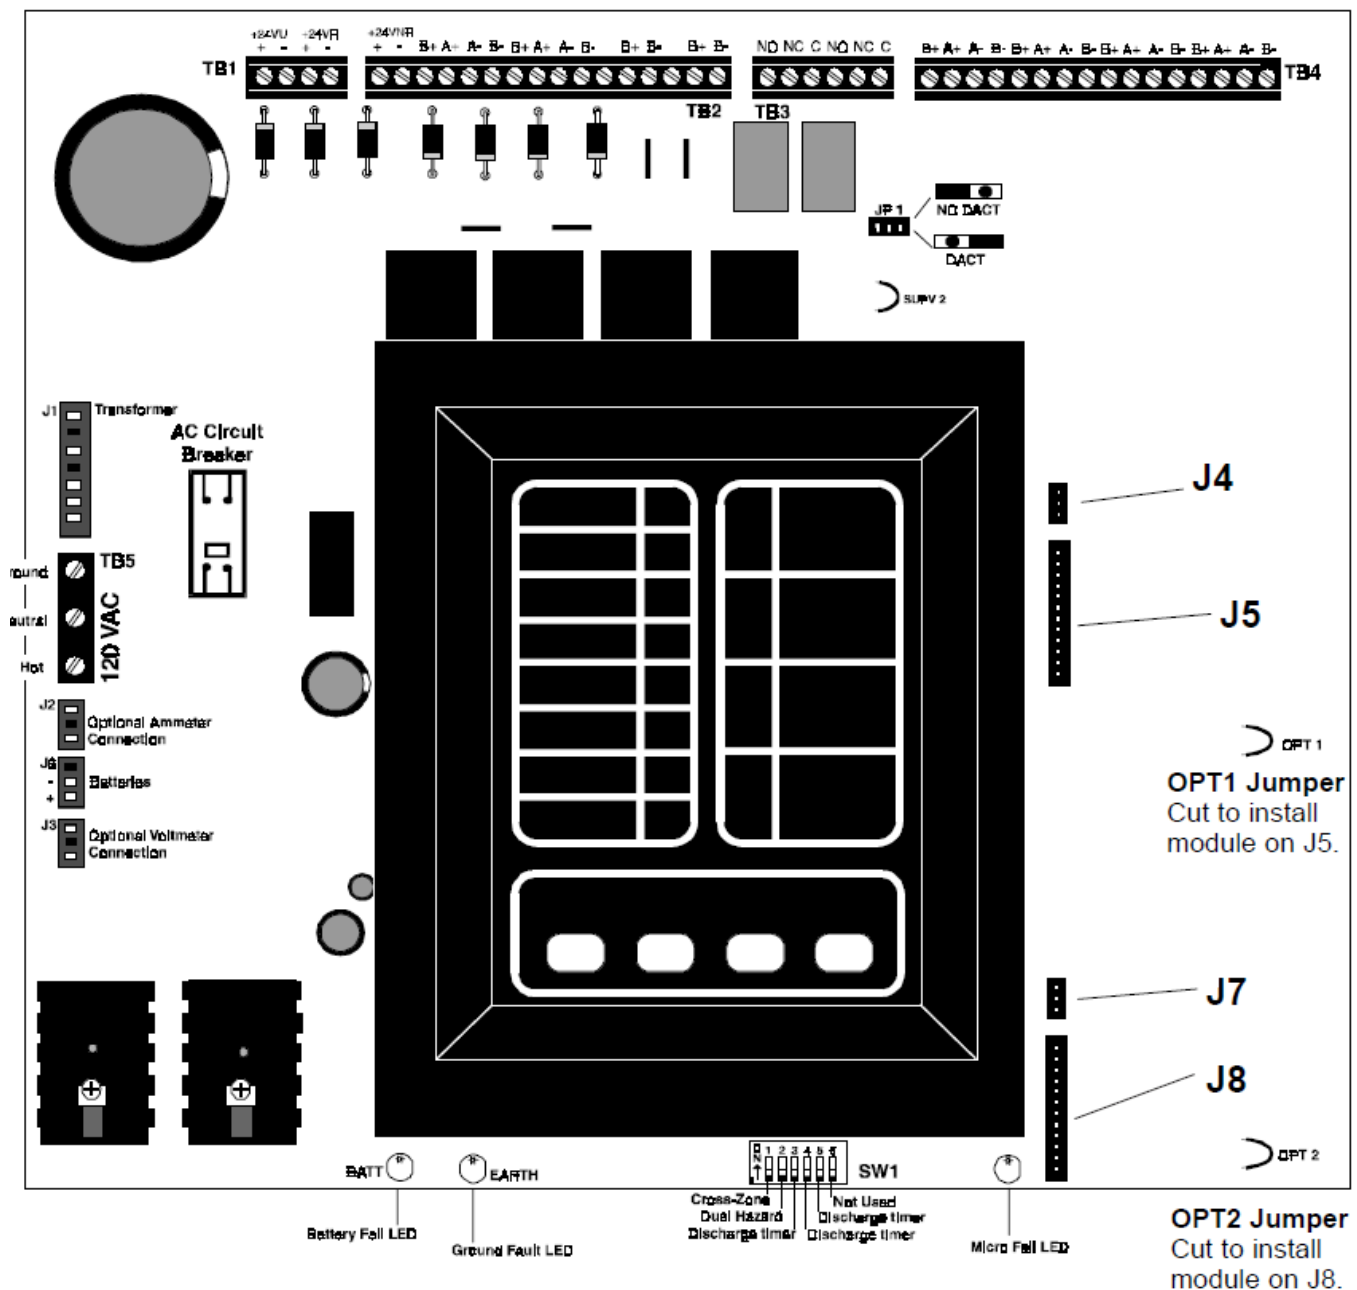 +24VU +24VR +24VNR
+ - + - + - B+ A+ A- B- B+ A+ A- B- B+ B- B+ B- NO NC C NO NC C B+ A+ A- B- B+ A+ A- B- B+ A+ A- B- B+ A+ A- B-
TB1
TB4
TB2
TB3
JP 1
NO DACT
DACT
SUPV 2
J1
Transformer
AC Circuit
Breaker
J4
TB5
round
J5
120 VAC
eutral
Hot
J2
Optional Ammeter
Connection
OPT 1
J6
-
+
Batteries
OPT1 Jumper
Cut to install
module on J5.
J3
Optional Voltmeter
Connection
J7
J8
ON
1 2 3 4 5 6
SW1
OPT 2
BATT
EARTH
Cross-Zone
Dual Hazard
Discharge timer
Not Used
Discharge timer
Discharge timer
Battery Fail LED
Ground Fault LED
Micro Fail LED
OPT2 Jumper
Cut to install
module on J8.